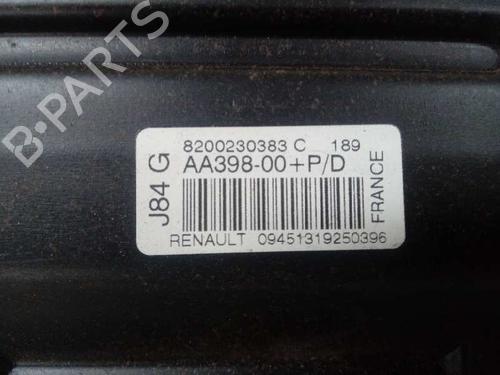 J84 G
8200230383 C 189
AA398-00+P/D
RENAULT 09451319250396
FRANCE
B-PARTS